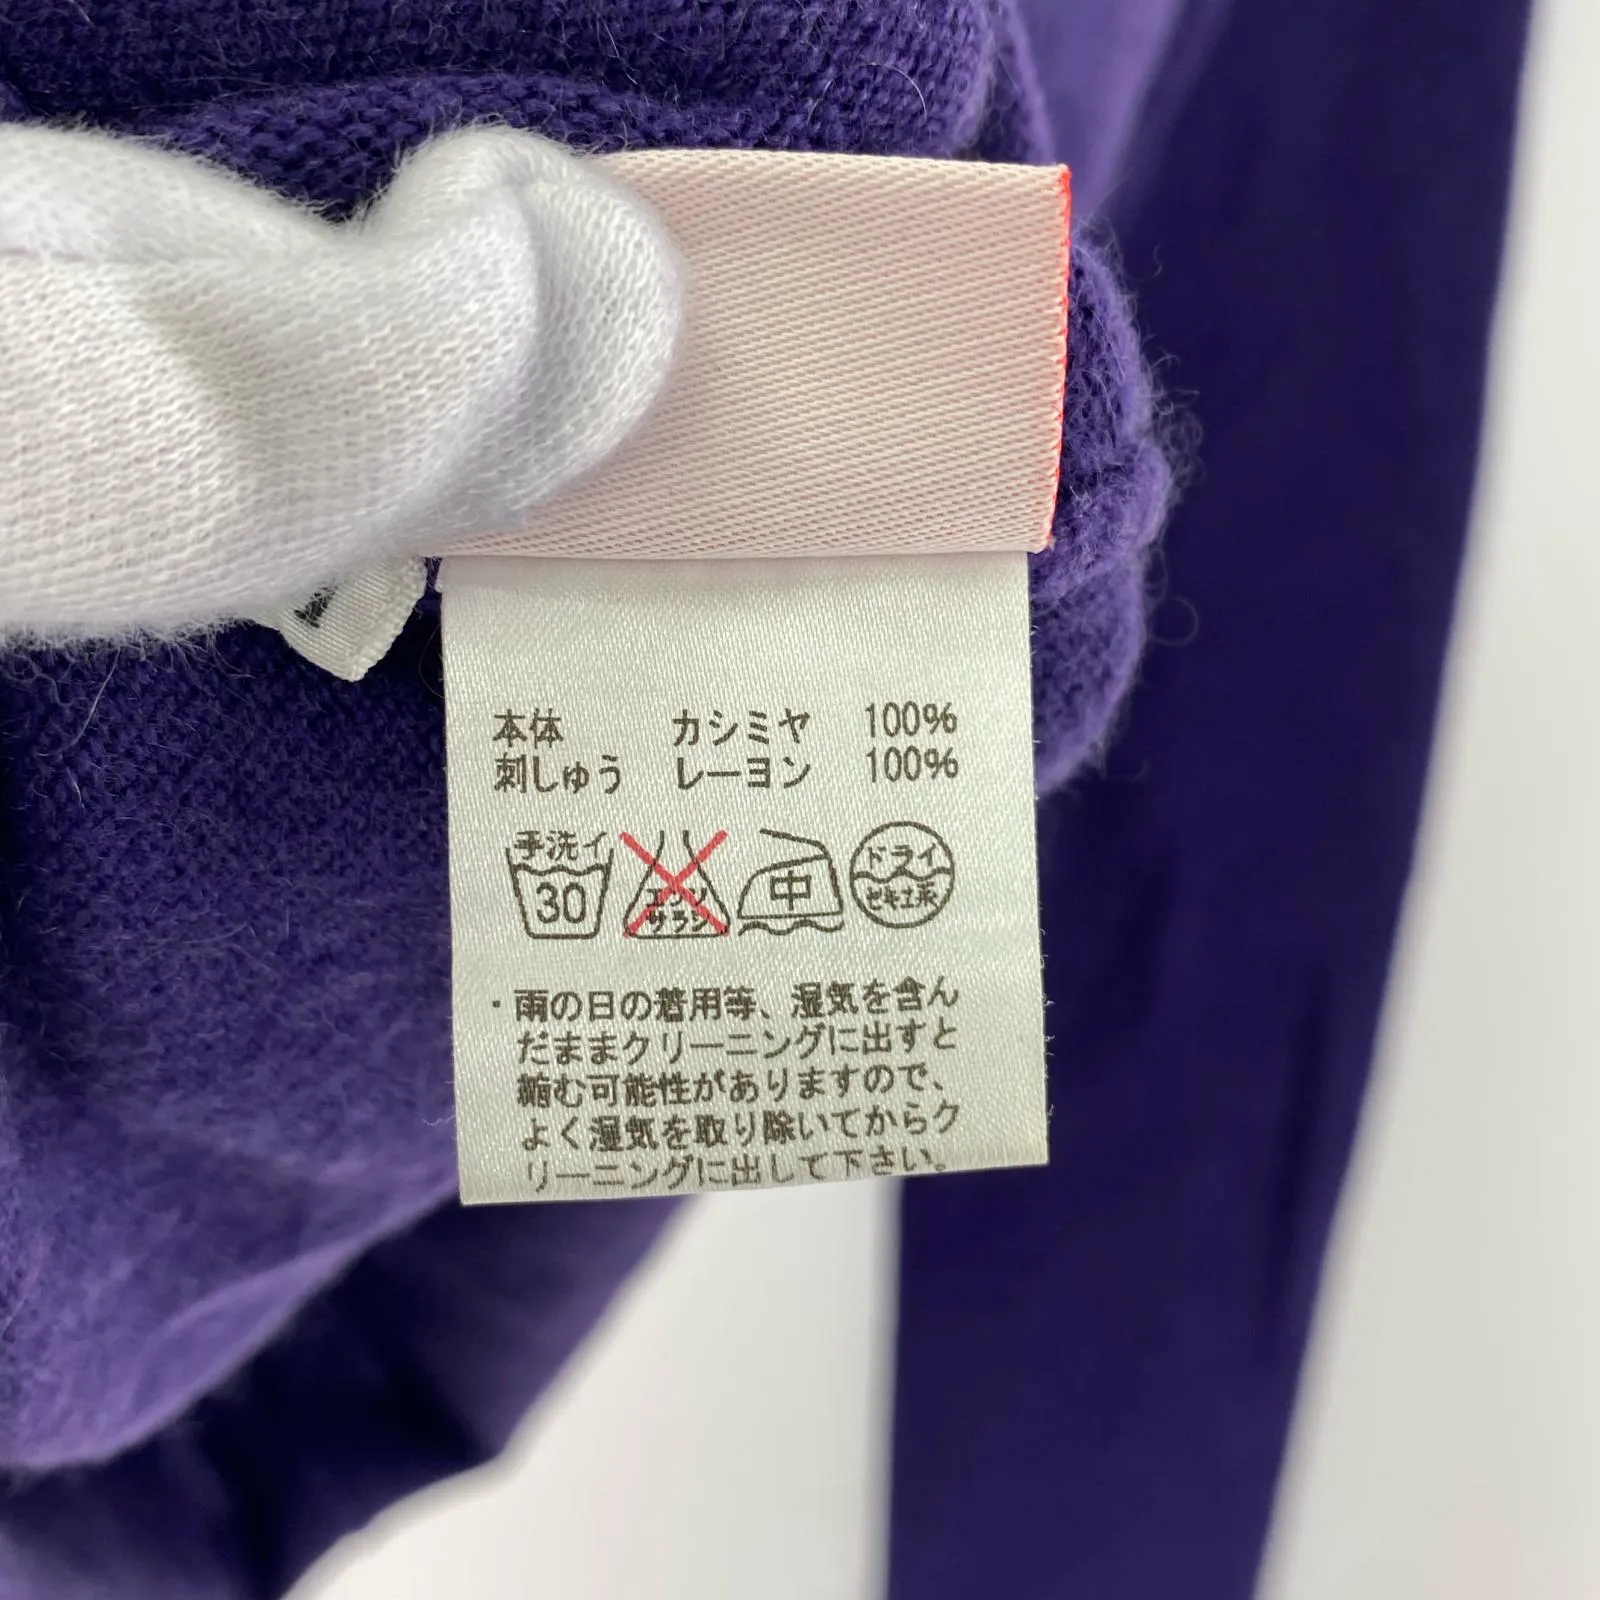 本体 カシミヤ 100%
刺しゅう レーヨン 100%
手洗イ
30
エンソ
サラシ
中
ドライ
セキユ系
・雨の日の着用等、湿気を含ん
だままクリーニングに出すと
縮む可能性がありますので、
よく湿気を取り除いてからク
リーニングに出して下さい。